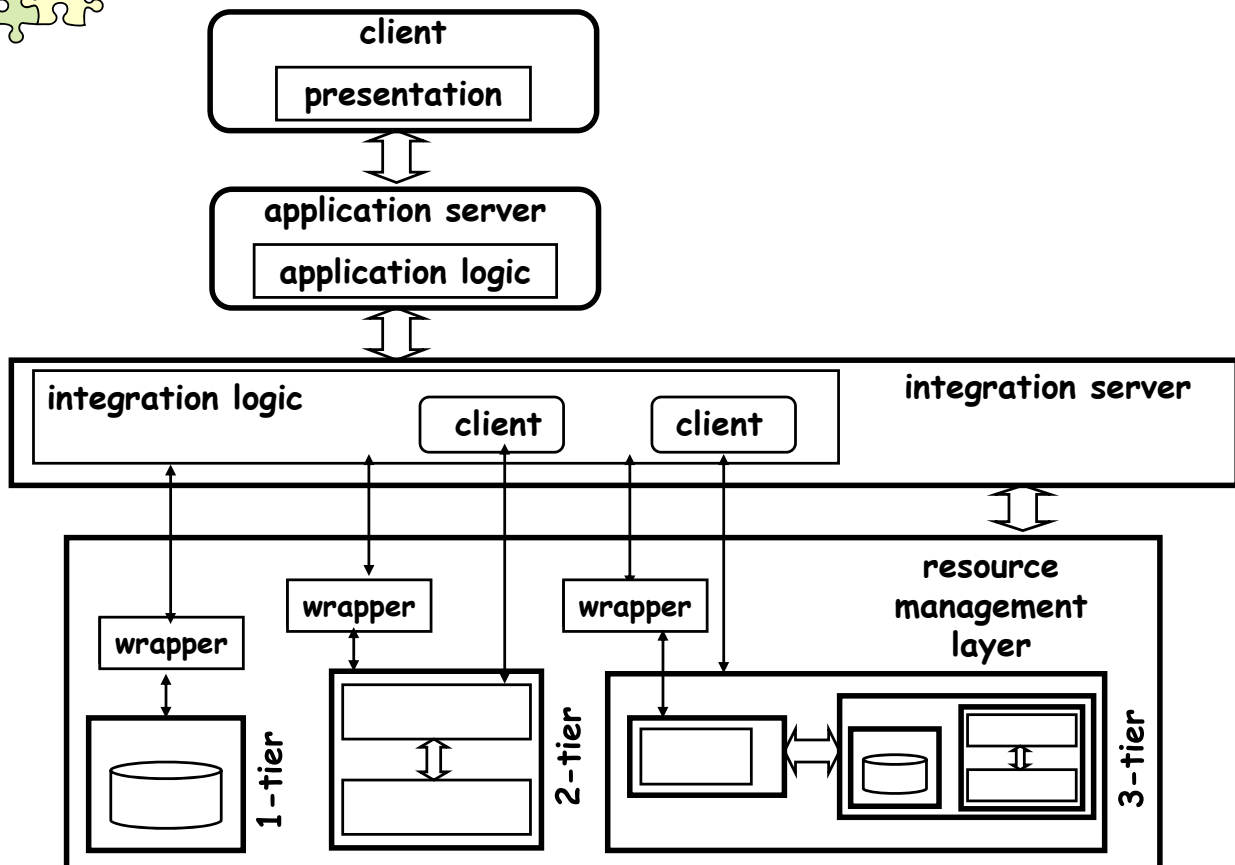 client
presentation
application server
application logic
integration logic
client
client
integration server
resource
management
layer
wrapper
wrapper
wrapper
1-tier
2-tier
3-tier